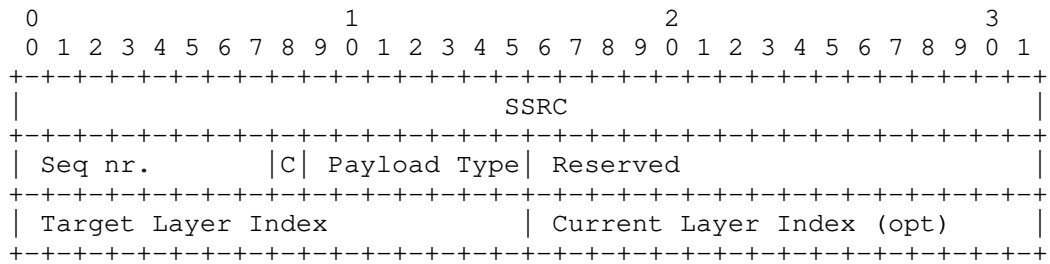 0                   1                   2                   3
 0 1 2 3 4 5 6 7 8 9 0 1 2 3 4 5 6 7 8 9 0 1 2 3 4 5 6 7 8 9 0 1
+-+-+-+-+-+-+-+-+-+-+-+-+-+-+-+-+-+-+-+-+-+-+-+-+-+-+-+-+-+-+-+-+
|                              SSRC                             |
+-+-+-+-+-+-+-+-+-+-+-+-+-+-+-+-+-+-+-+-+-+-+-+-+-+-+-+-+-+-+-+-+
| Seq nr.       |C| Payload Type| Reserved                      |
+-+-+-+-+-+-+-+-+-+-+-+-+-+-+-+-+-+-+-+-+-+-+-+-+-+-+-+-+-+-+-+-+
| Target Layer Index            | Current Layer Index (opt)     |
+-+-+-+-+-+-+-+-+-+-+-+-+-+-+-+-+-+-+-+-+-+-+-+-+-+-+-+-+-+-+-+-+